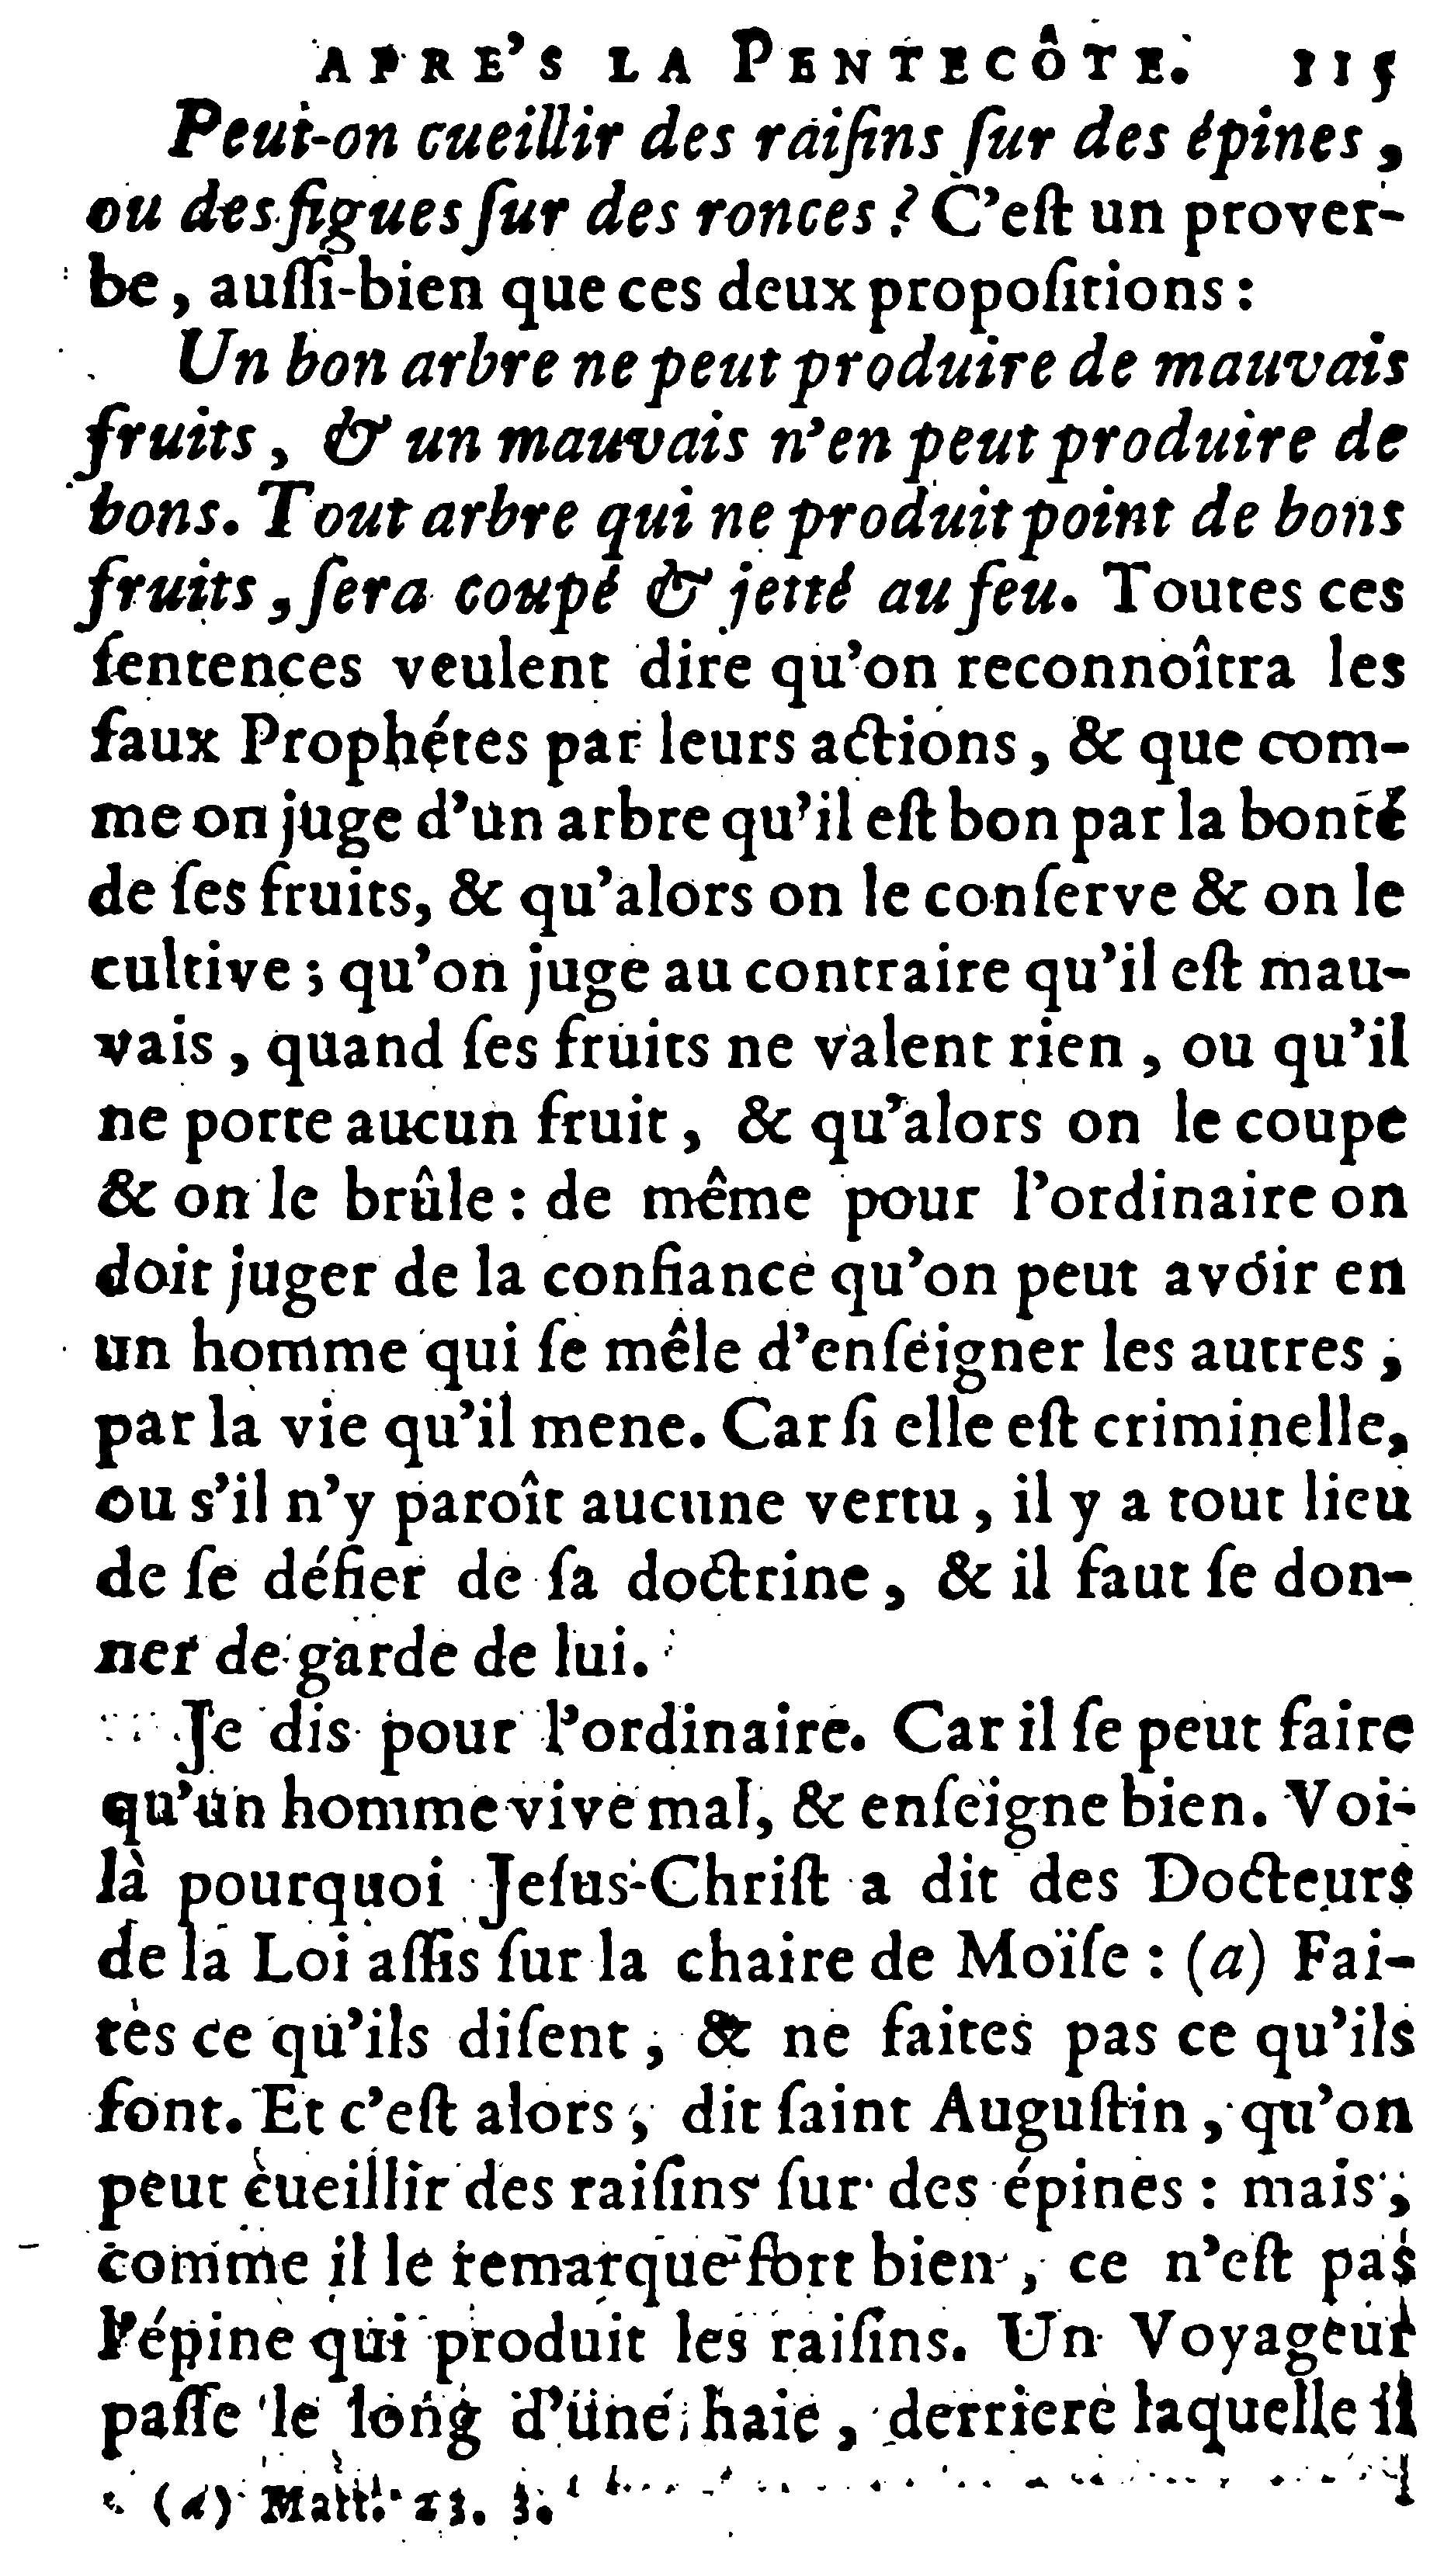 APRE'S LA PENTECÔTE. 115
Peut-on cueillir des raiſins ſur des épines,
ou des figues ſur des ronces ? C'eſt un prover-
be, auſſi-bien que ces deux propoſitions :
Un bon arbre ne peut produire de mauvais
fruits, & un mauvais n'en peut produire de
bons. Tout arbre qui ne produit point de bons
fruits, ſera coupé & jetté au feu. Toutes ces
ſentences veulent dire qu'on reconnoîtra les
faux Prophétes par leurs actions, & que com-
me on juge d'un arbre qu'il eſt bon par la bonté
de ſes fruits, & qu'alors on le conſerve & on le
cultive ; qu'on juge au contraire qu'il eſt mau-
vais, quand ſes fruits ne valent rien, ou qu'il
ne porte aucun fruit, & qu'alors on le coupe
& on le brûle : de même pour l'ordinaire on
doit juger de la confiance qu'on peut avoir en
un homme qui ſe mêle d'enſeigner les autres,
par la vie qu'il mene. Car ſi elle eſt criminelle,
ou s'il n'y paroît aucune vertu, il y a tout lieu
de ſe défier de ſa doctrine, & il faut ſe don-
ner de garde de lui.
Je dis pour l'ordinaire. Car il ſe peut faire
qu'un homme vive mal, & enſeigne bien. Voi-
là pourquoi Jeſus-Chriſt a dit des Docteurs
de la Loi aſſis ſur la chaire de Moïſe : (a) Fai-
tes ce qu'ils diſent, & ne faites pas ce qu'ils
font. Et c'eſt alors, dit ſaint Auguſtin, qu'on
peut cueillir des raiſins ſur des épines : mais,
comme il le remarque fort bien, ce n'eſt pas
l'épine qui produit les raiſins. Un Voyageur
paſſe le long d'une haie, derriere laquelle il
(a) Matt. 23. 3.